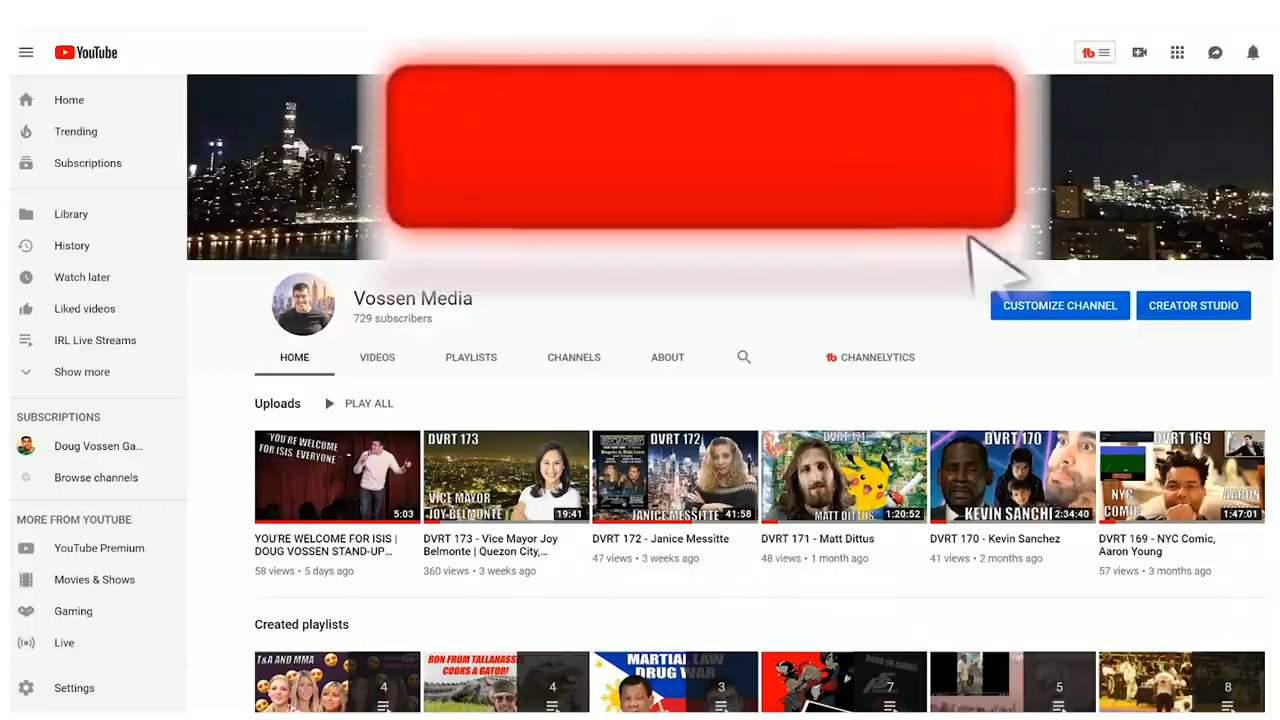 YouTube
Home
Trending
Subscriptions
Library
History
Watch later
Liked videos
IRL Live Streams
Show more
SUBSCRIPTIONS
Doug Vossen Ga...
Browse channels
MORE FROM YOUTUBE
YouTube Premium
Movies & Shows
Gaming
Live
Settings
tb
Vossen Media
729 subscribers
CUSTOMIZE CHANNEL
CREATOR STUDIO
HOME
VIDEOS
PLAYLISTS
CHANNELS
ABOUT
tb CHANNELYTICS
Uploads
PLAY ALL
"YOU'RE WELCOME
FOR ISIS, EVERYONE."
5:03
YOU'RE WELCOME FOR ISIS |
DOUG VOSSEN STAND-UP...
58 views • 5 days ago
DVRT 173
VICE MAYOR
JOY BELMONTE
19:41
DVRT 173 - Vice Mayor Joy
Belmonte | Quezon City,...
360 views • 3 weeks ago
DVRT 172
JANICE MESSITTE
41:58
DVRT 172 - Janice Messitte
47 views • 3 weeks ago
DVRT 171
MATT DITTUS
1:20:52
DVRT 171 - Matt Dittus
48 views • 1 month ago
DVRT 170
KEVIN SANCHEZ
2:34:40
DVRT 170 - Kevin Sanchez
41 views • 2 months ago
DVRT 169
NYC
COMIC
AARON
YOUNG
1:47:01
DVRT 169 - NYC Comic,
Aaron Young
57 views • 3 months ago
Created playlists
T&A AND MMA
4
RON FROM TALLAHASSE
COOKS A GATOR!
4
MARTIAL LAW
DRUG WAR
3
7
5
8